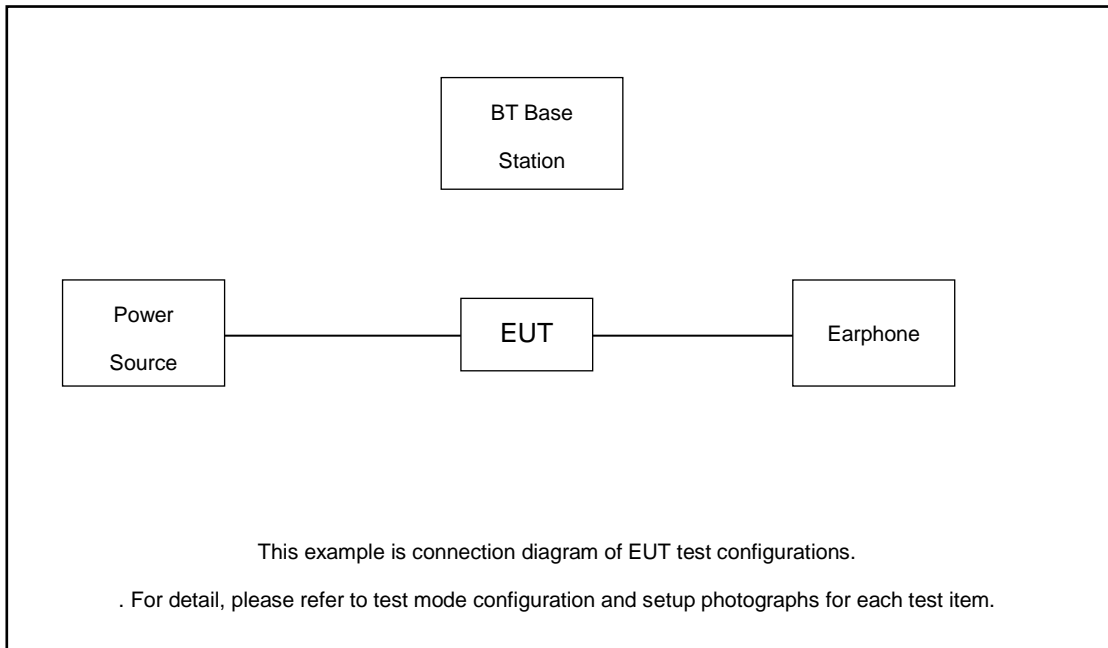 BT Base
Station
Power
Source
EUT
Earphone
This example is connection diagram of EUT test configurations.
. For detail, please refer to test mode configuration and setup photographs for each test item.